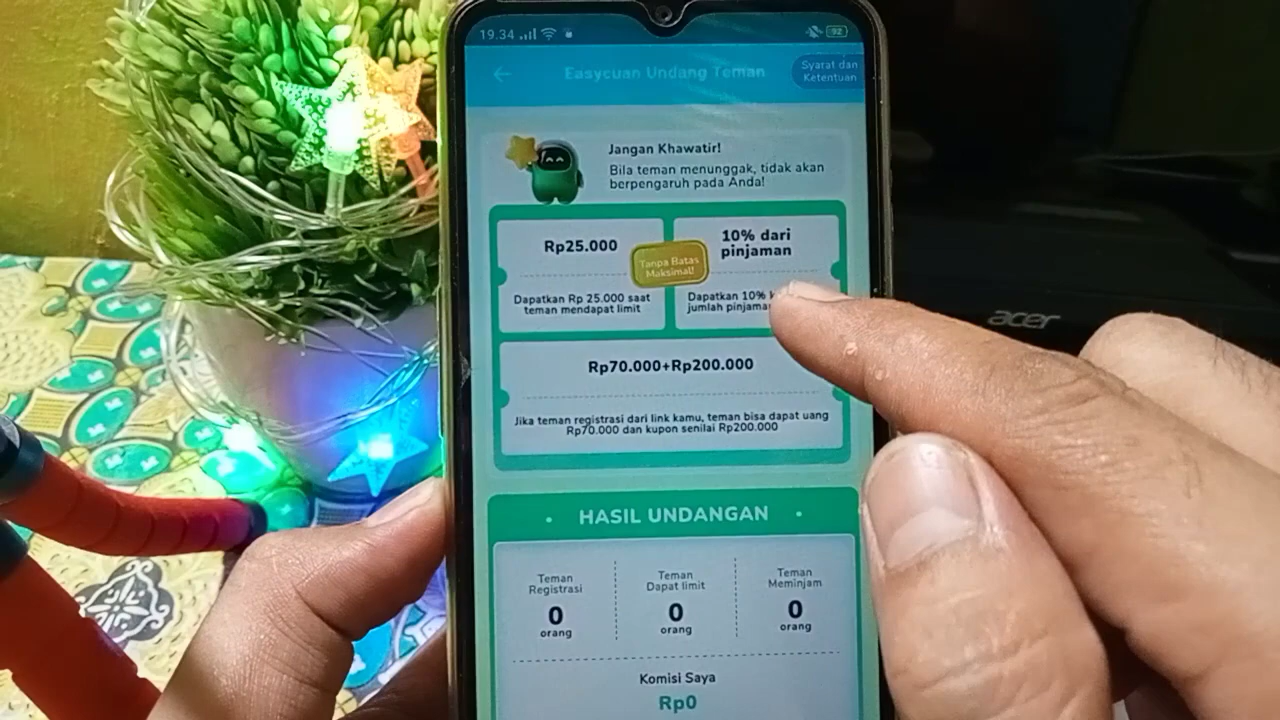 19.34
92
Easycuan Undang Teman
Syarat dan
Ketentuan
Jangan Khawatir!
Bila teman menunggak, tidak akan
berpengaruh pada Anda!
Rp25.000
10% dari
pinjaman
Tanpa Batas
Maksimal!
Dapatkan Rp 25.000 saat
teman mendapat limit
Dapatkan 10%
jumlah
Rp70.000+Rp200.000
Jika teman registrasi dari link kamu, teman bisa dapat uang
Rp70.000 dan kupon senilai Rp200.000
• HASIL UNDANGAN •
Teman
Registrasi
0
orang
Teman
Dapat limit
0
orang
Teman
Meminjam
0
orang
Komisi Saya
Rp0
acer